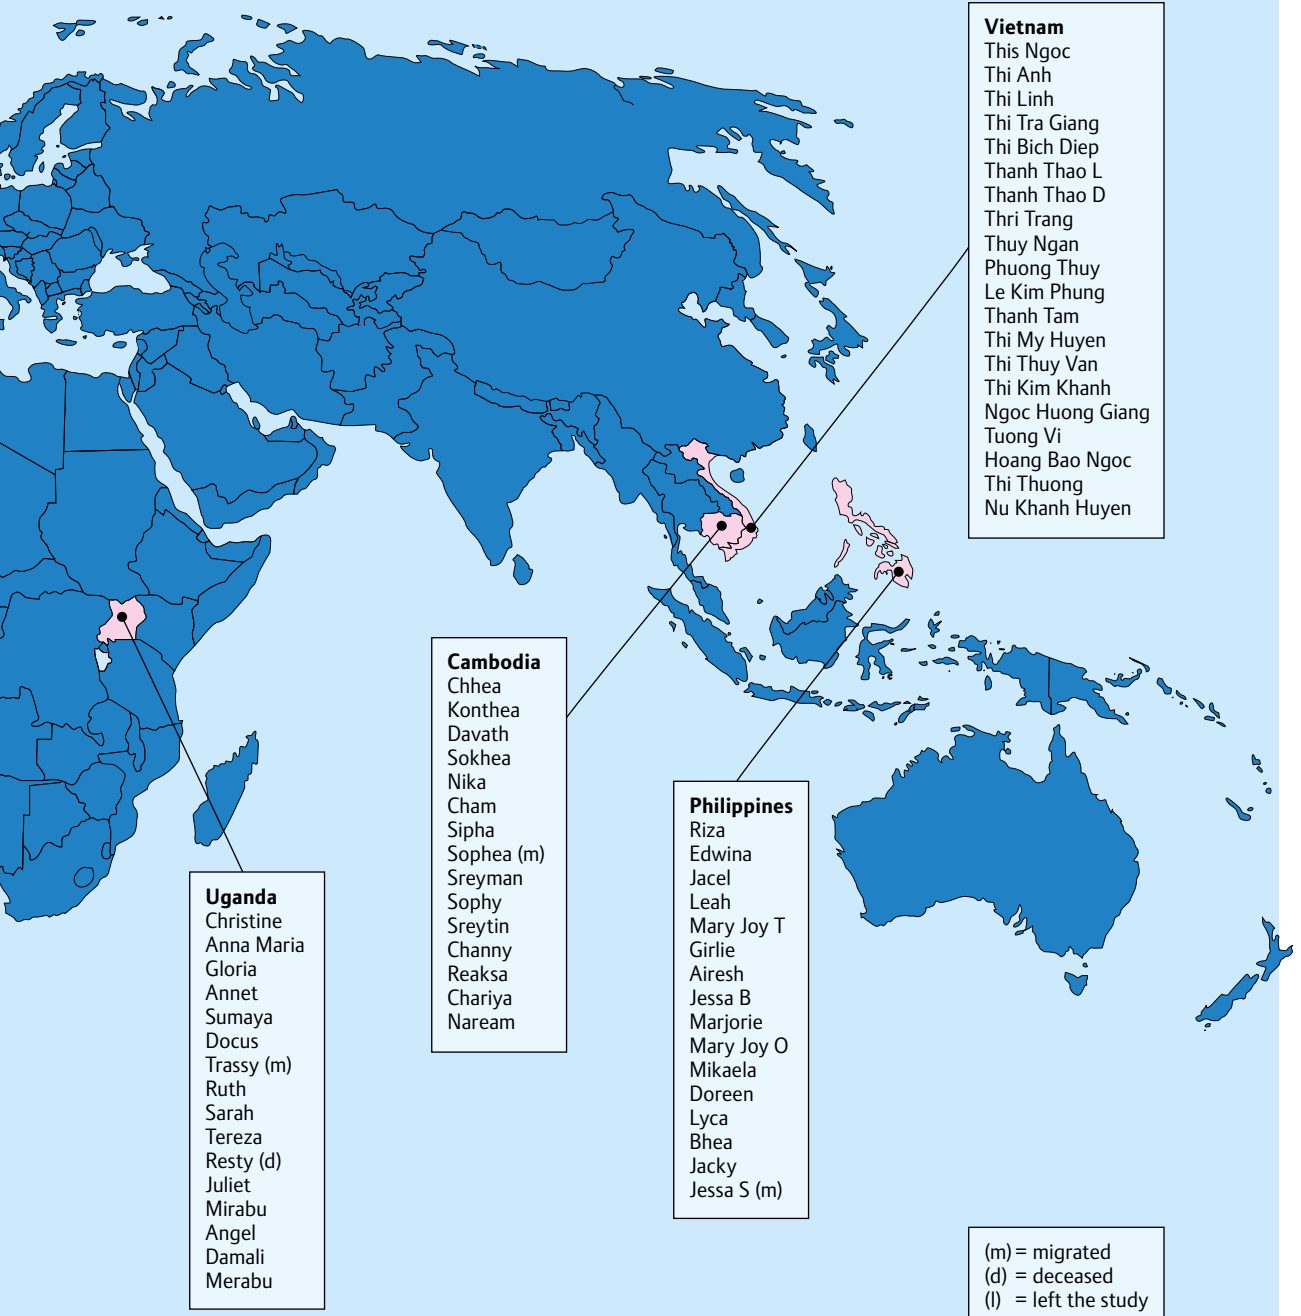 Vietnam
This Ngoc
Thi Anh
Thi Linh
Thi Tra Giang
Thi Bich Diep
Thanh Thao L
Thanh Thao D
Thri Trang
Thuy Ngan
Phuong Thuy
Le Kim Phung
Thanh Tam
Thi My Huyen
Thi Thuy Van
Thi Kim Khanh
Ngoc Huong Giang
Tuong Vi
Hoang Bao Ngoc
Thi Thuong
Nu Khanh Huyen
Cambodia
Chhea
Konthea
Davath
Sokhea
Nika
Cham
Sipha
Sophea (m)
Sreyman
Sophy
Sreytin
Channy
Reaksa
Chariya
Naream
Philippines
Riza
Edwina
Jacel
Leah
Mary Joy T
Girlie
Airesh
Jessa B
Marjorie
Mary Joy O
Mikaela
Doreen
Lyca
Bhea
Jacky
Jessa S (m)
Uganda
Christine
Anna Maria
Gloria
Annet
Sumaya
Docus
Trassy (m)
Ruth
Sarah
Tereza
Resty (d)
Juliet
Mirabu
Angel
Damali
Merabu
(m) = migrated
(d) = deceased
(l) = left the study